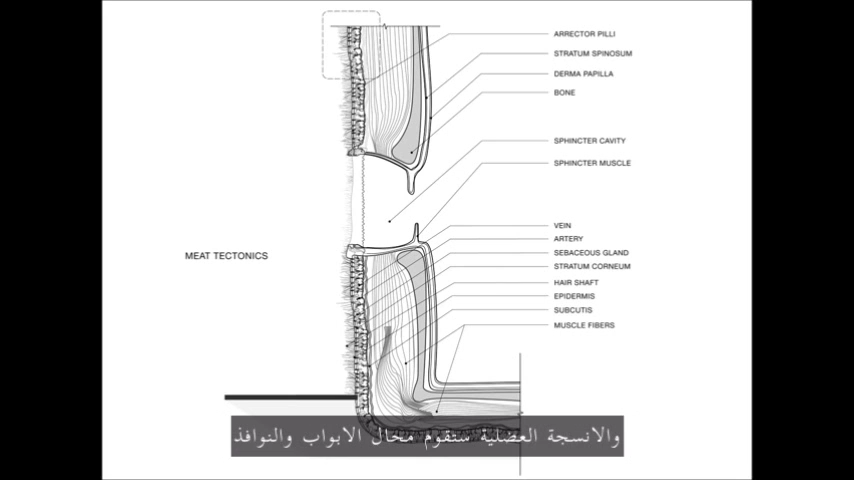 ARRECTOR PILLI
STRATUM SPINOSUM
DERMA PAPILLA
BONE
SPHINCTER CAVITY
SPHINCTER MUSCLE
VEIN
ARTERY
MEAT TECTONICS
SEBACEOUS GLAND
STRATUM CORNEUM
HAIR SHAFT
EPIDERMIS
SUBCUTIS
MUSCLE FIBERS
والانسجة العضلية ستقوم محال الابواب والنوافذ